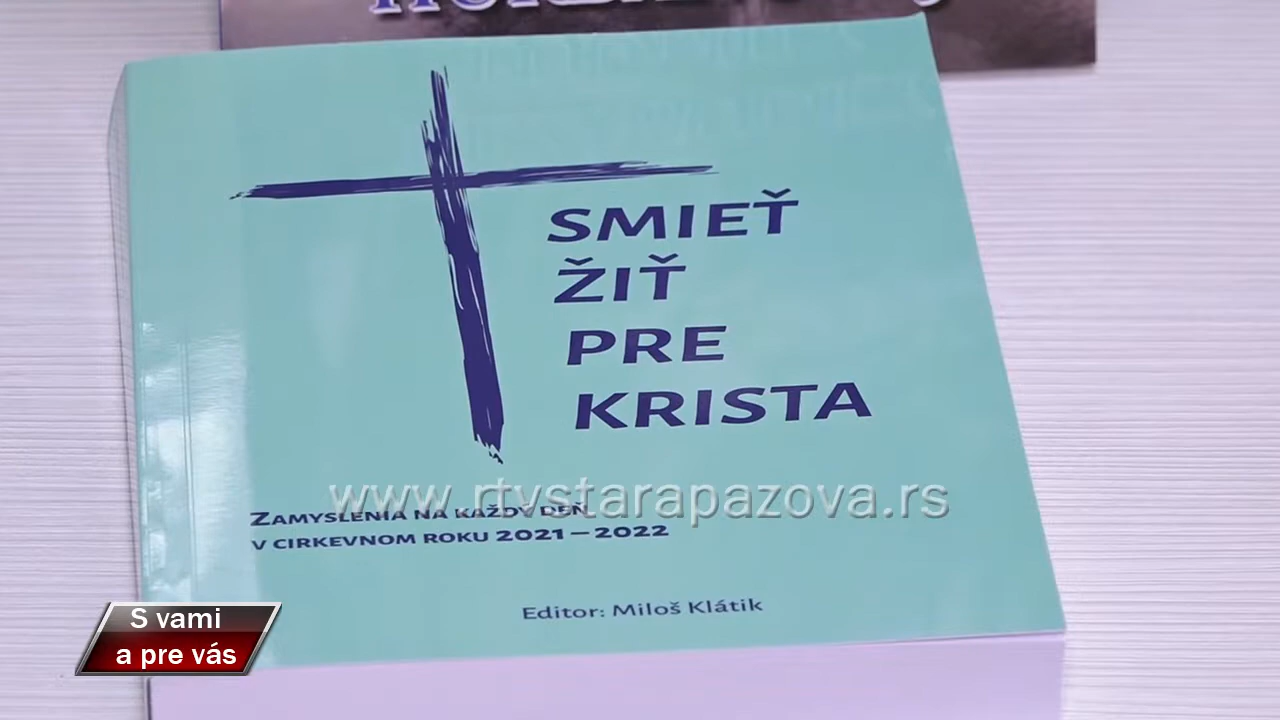 SMIEŤ
ŽIŤ
PRE
KRISTA
www.rtvstarapazova.rs
ZAMYSLENIA NA KAŽDÝ DEŇ
V CIRKEVNOM ROKU 2021 – 2022
Editor: Miloš Klátik
S vami
a pre vás